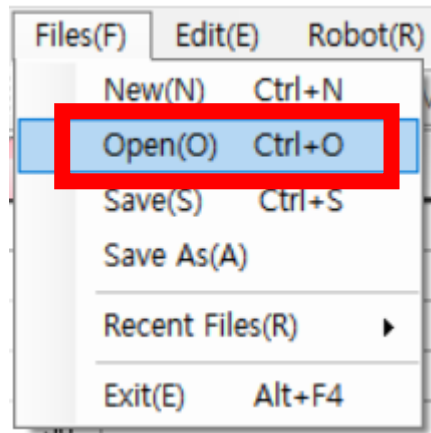 Files(F) Edit(E) Robot(R)
New(N) Ctrl+N
Open(O) Ctrl+O
Save(S) Ctrl+S
Save As(A)
Recent Files(R)
Exit(E) Alt+F4